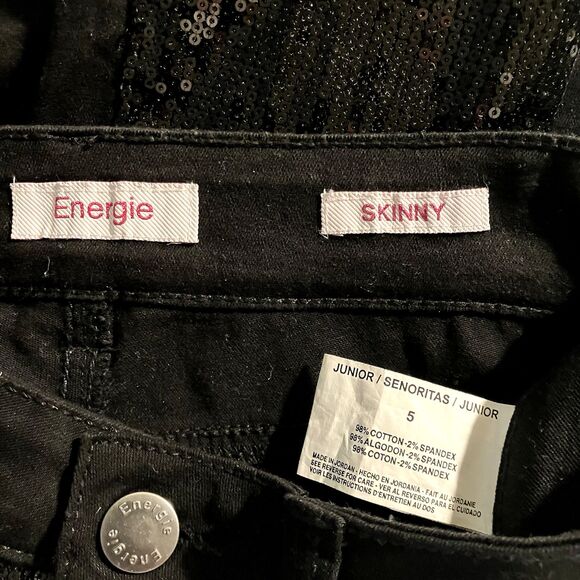 Energie
SKINNY
JUNIOR / SENORITAS / JUNIOR
5
98% COTTON-2% SPANDEX
98% ALGODON-2% SPANDEX
98% COTON-2% SPANDEX
MADE IN JORDAN - HECHO EN JORDANIA - FAIT AU JORDANIE
SEE REVERSE FOR CARE - VER AL REVERSO PARA EL CUIDADO
VOIR LES INSTRUCTIONS D'ENTRETIEN AU DOS
Energie
Energie